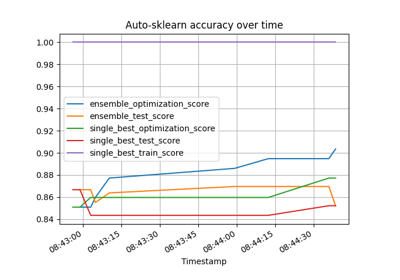 Auto-sklearn accuracy over time
1.00
0.98
0.96
0.94
0.92
0.90
0.88
0.86
0.84
ensemble_optimization_score
ensemble_test_score
single_best_optimization_score
single_best_test_score
single_best_train_score
08:43:00
08:43:15
08:43:30
08:43:45
08:44:00
08:44:15
08:44:30
Timestamp